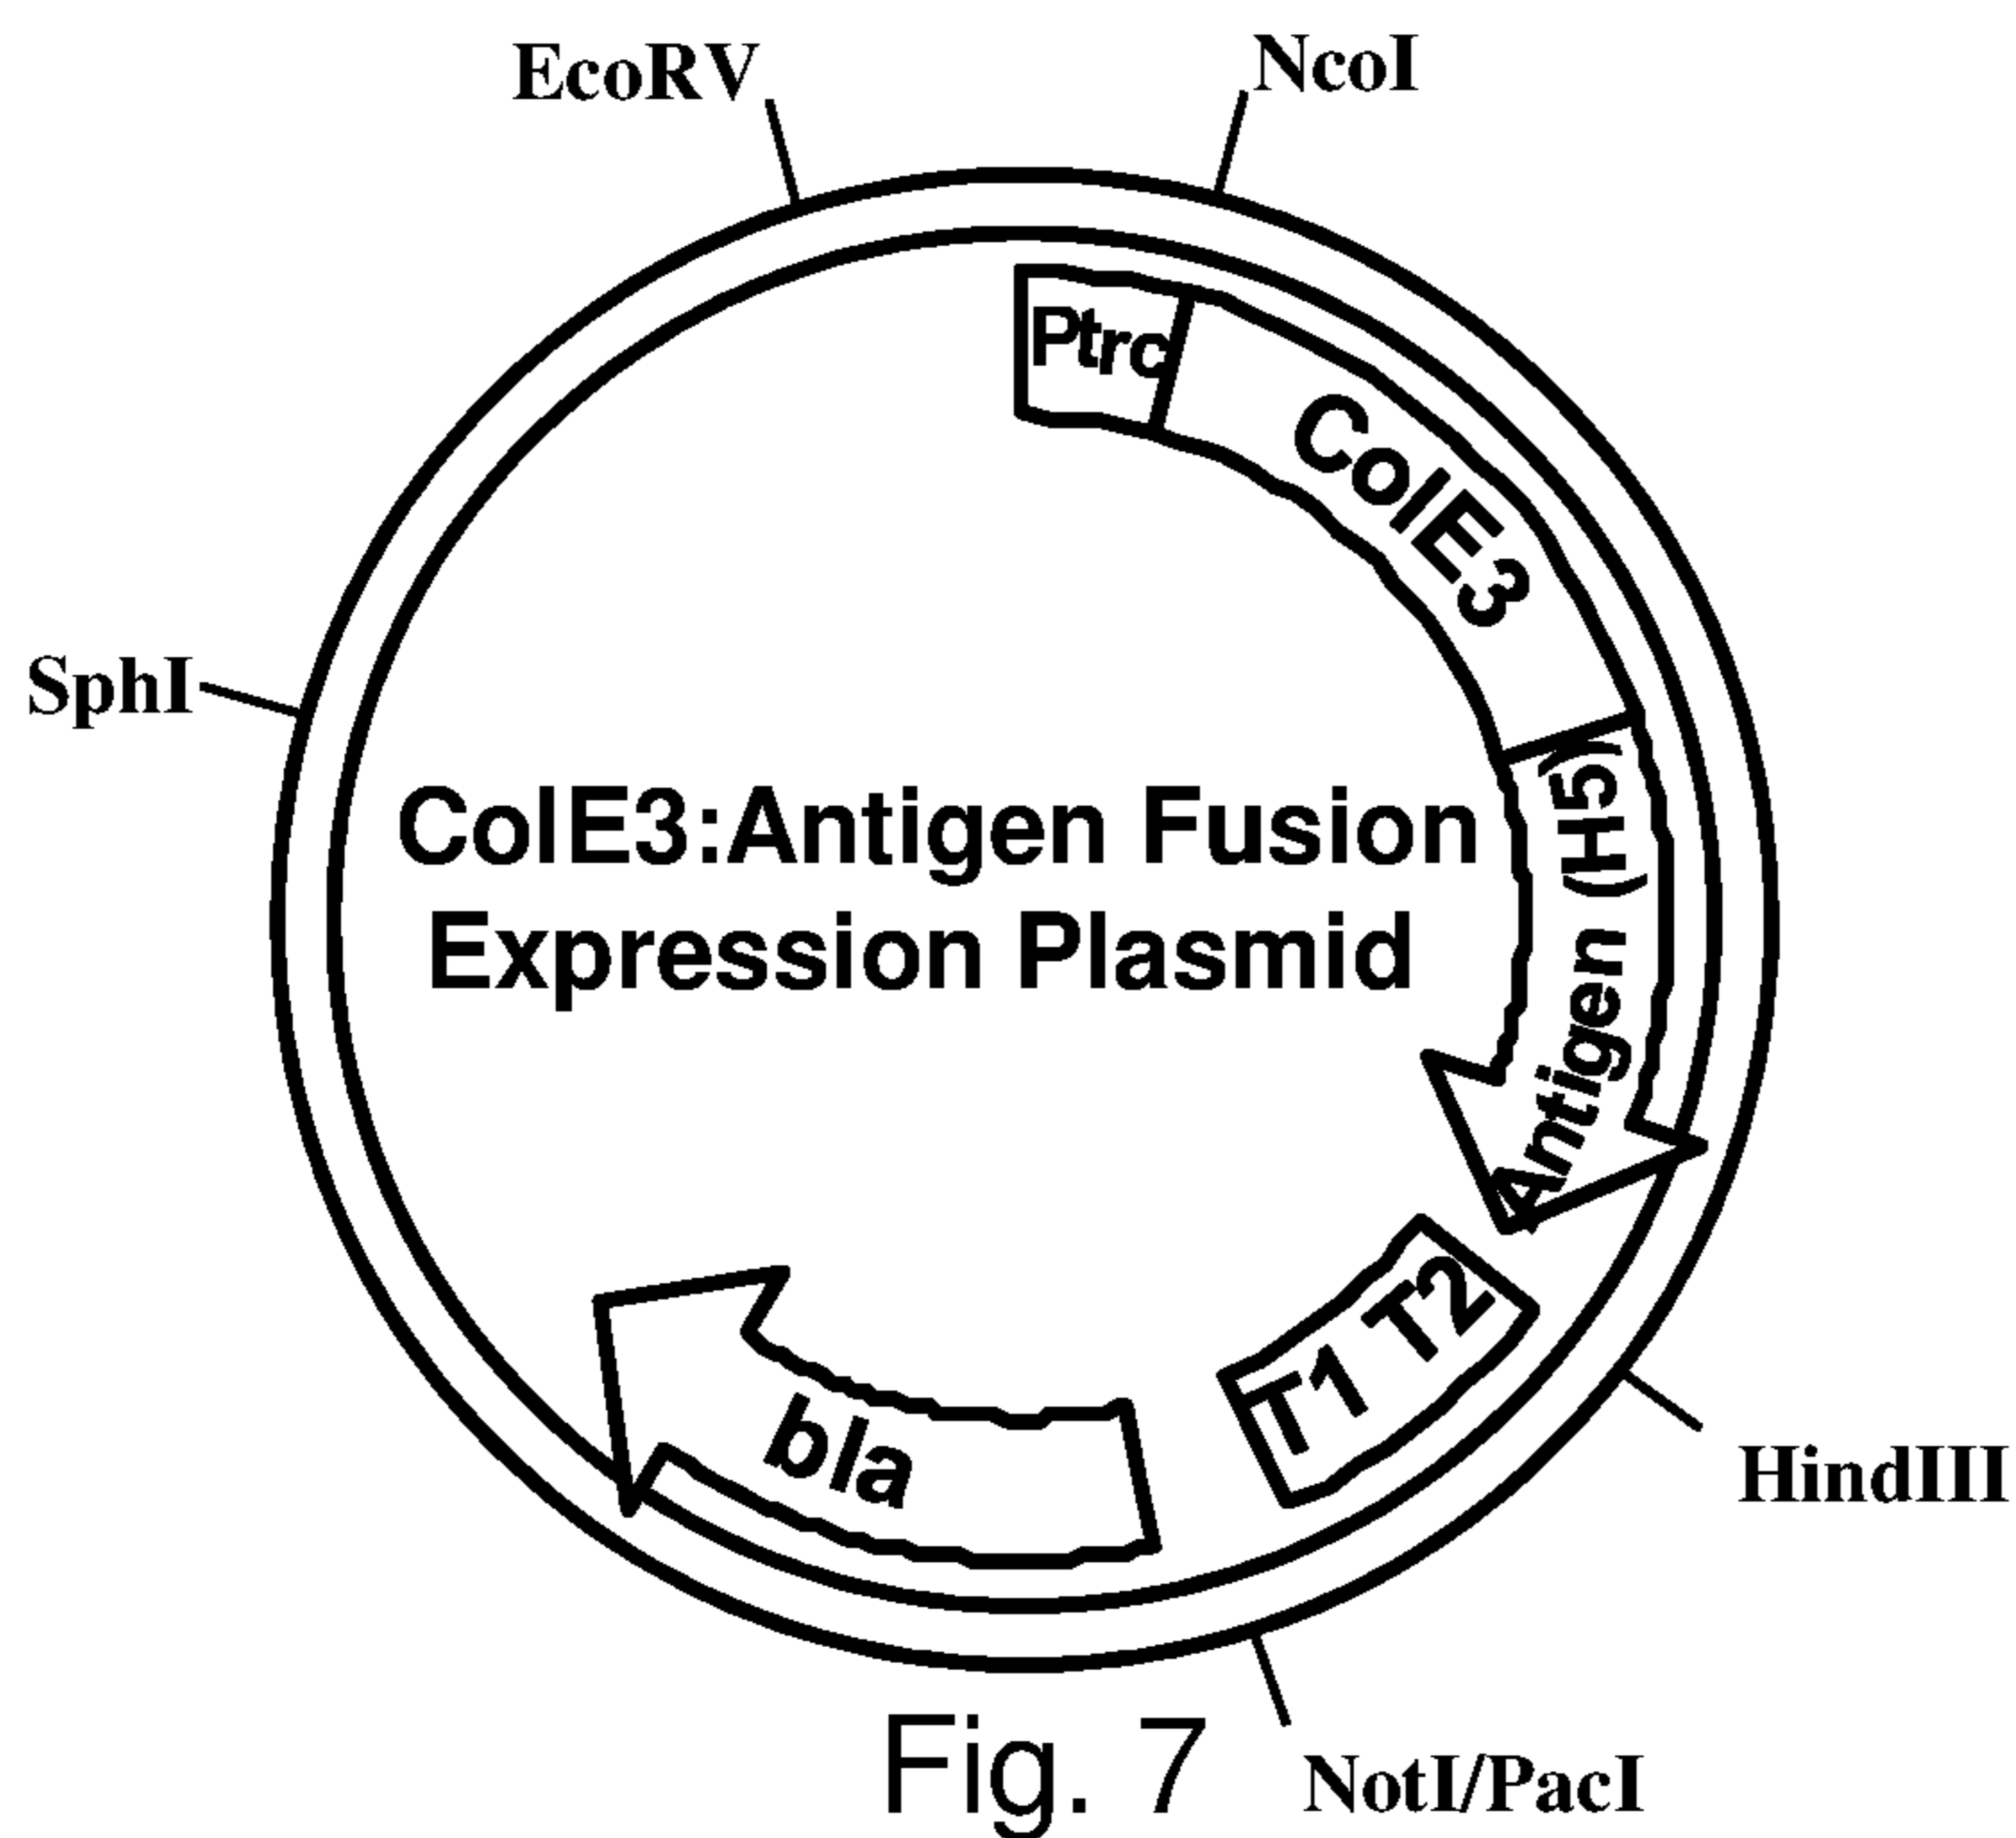 EcoRV
NcoI
Ptrc
ColE3
SphI
Antigen (H5)
ColE3:Antigen Fusion
Expression Plasmid
T1 T2
bla
HindIII
Fig. 7
NotI/PacI